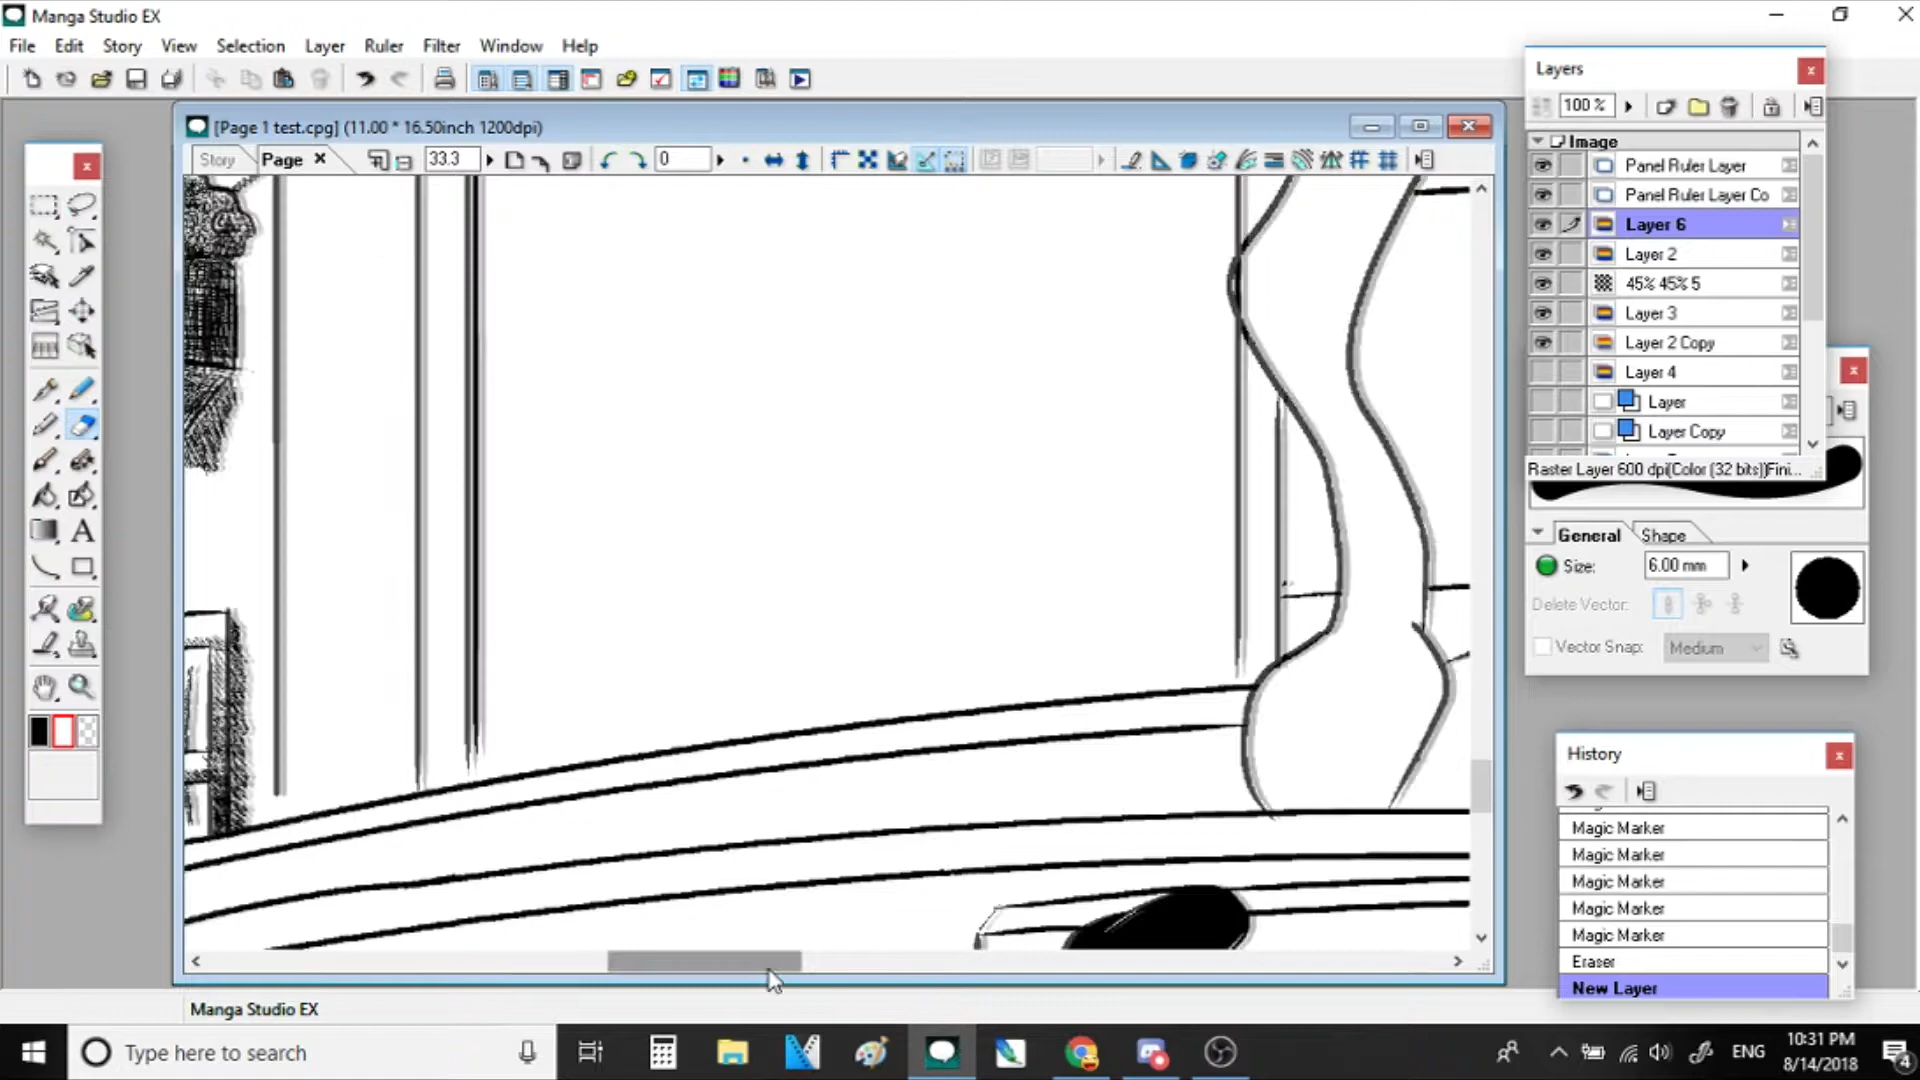 Manga Studio EX
File Edit Story View Selection Layer Ruler Filter Window Help
Layers
100 %
[Page 1 test.cpg] (11.00 * 16.50inch 1200dpi)
Story Page 33.3 0
Image
Panel Ruler Layer
Panel Ruler Layer Co
Layer 6
Layer 2
45% 45% 5
Layer 3
Layer 2 Copy
Layer 4
Layer
Layer Copy
Raster Layer 600 dpi(Color (32 bits))Fini...
General Shape
Size: 6.00 mm
Delete Vector:
Vector Snap: Medium
A
History
Magic Marker
Magic Marker
Magic Marker
Magic Marker
Magic Marker
Eraser
New Layer
Manga Studio EX
Type here to search
ENG
10:31 PM
8/14/2018
4